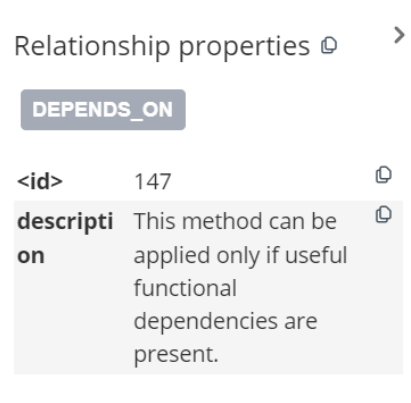 Relationship properties
DEPENDS_ON
<id> 147
descripti This method can be
on applied only if useful
functional
dependencies are
present.